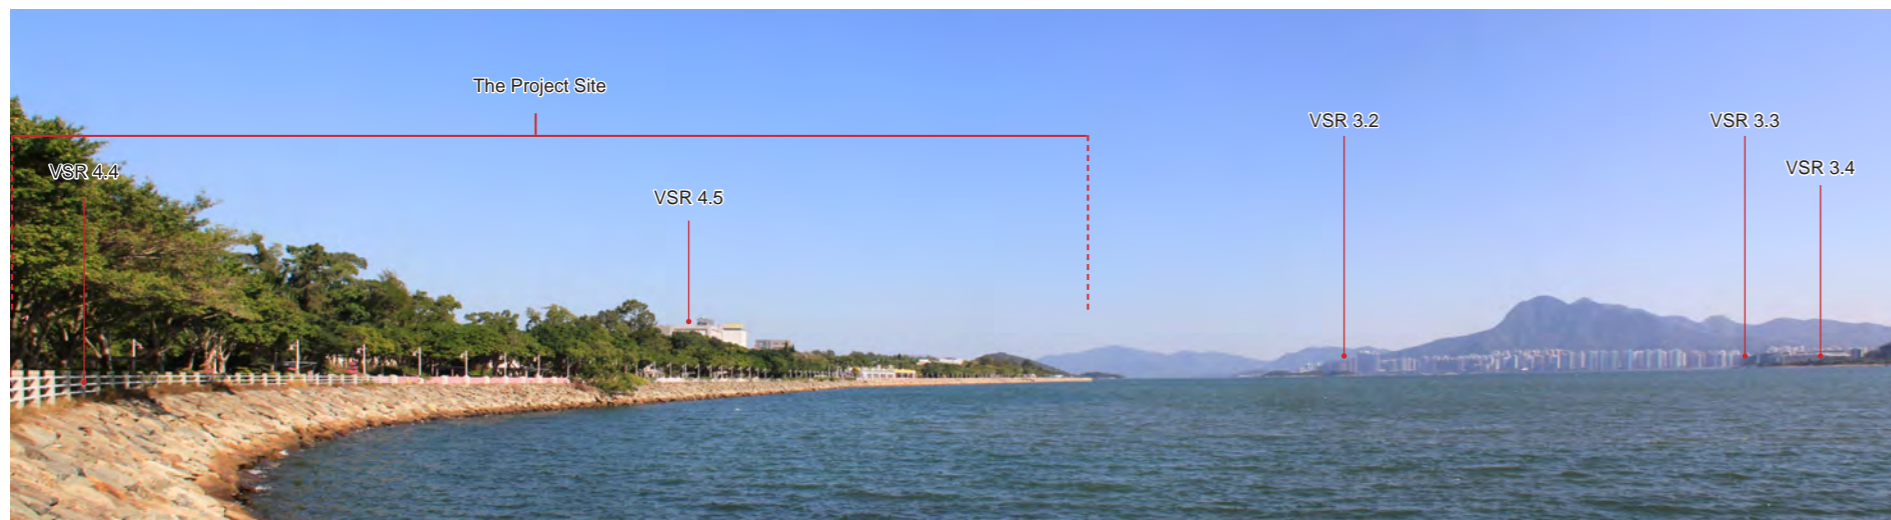 The Project Site
VSR 3.2
VSR 3.3
VSR 3.4
VSR 4.4
VSR 4.5